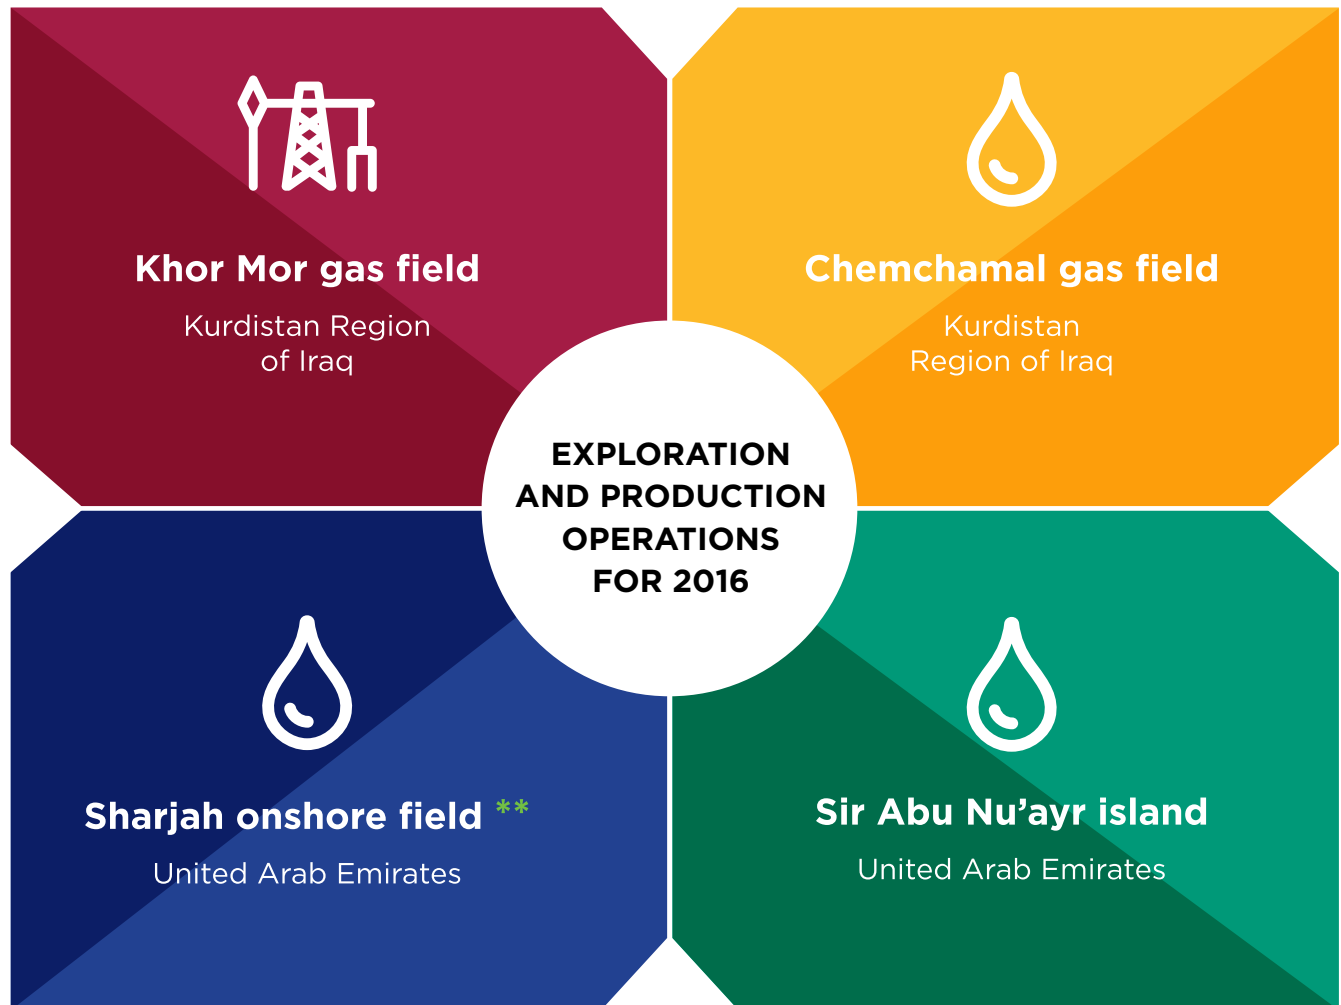 Khor Mor gas field
Kurdistan Region
of Iraq
Chemchamal gas field
Kurdistan
Region of Iraq
EXPLORATION
AND PRODUCTION
OPERATIONS
FOR 2016
Sharjah onshore field **
United Arab Emirates
Sir Abu Nu’ayr island
United Arab Emirates